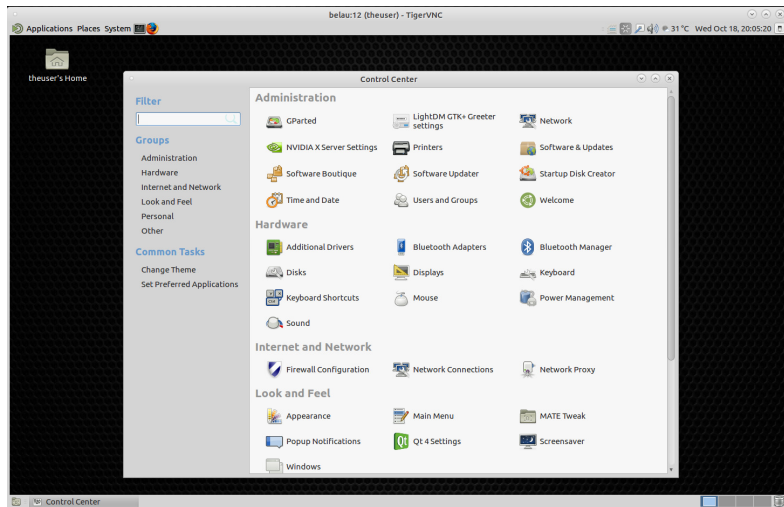 belau:12 (theuser) - TigerVNC
Applications Places System
31°C Wed Oct 18, 20:05:20
theuser's Home
Control Center
Filter
Groups
Administration
Hardware
Internet and Network
Look and Feel
Personal
Other
Common Tasks
Change Theme
Set Preferred Applications
Administration
GParted
LightDM GTK+ Greeter
settings
Network
NVIDIA X Server Settings
Printers
Software & Updates
Software Boutique
Software Updater
Startup Disk Creator
Time and Date
Users and Groups
Welcome
Hardware
Additional Drivers
Bluetooth Adapters
Bluetooth Manager
Disks
Displays
Keyboard
Keyboard Shortcuts
Mouse
Power Management
Sound
Internet and Network
Firewall Configuration
Network Connections
Network Proxy
Look and Feel
Appearance
Main Menu
MATE Tweak
Popup Notifications
Qt 4 Settings
Screensaver
Windows
Control Center